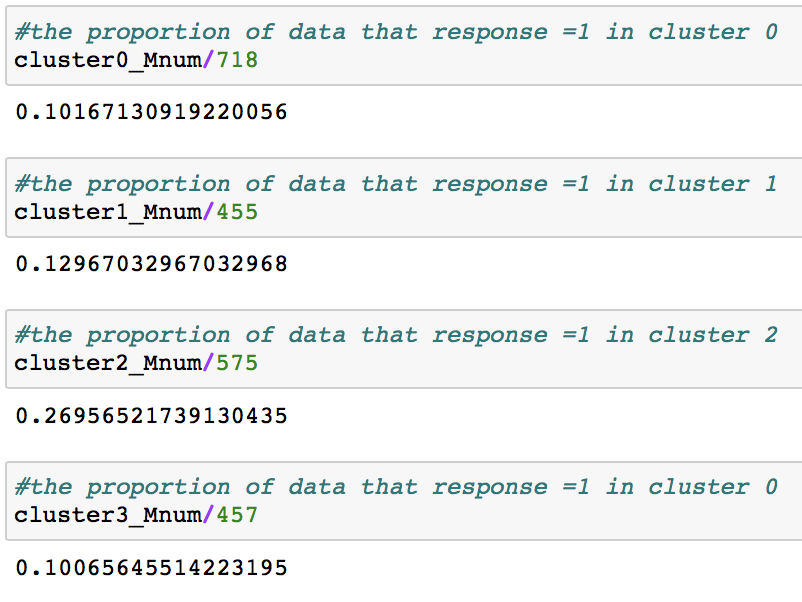 #the proportion of data that response =1 in cluster 0
cluster0_Mnum/718
0.10167130919220056
#the proportion of data that response =1 in cluster 1
cluster1_Mnum/455
0.12967032967032968
#the proportion of data that response =1 in cluster 2
cluster2_Mnum/575
0.26956521739130435
#the proportion of data that response =1 in cluster 0
cluster3_Mnum/457
0.10065645514223195